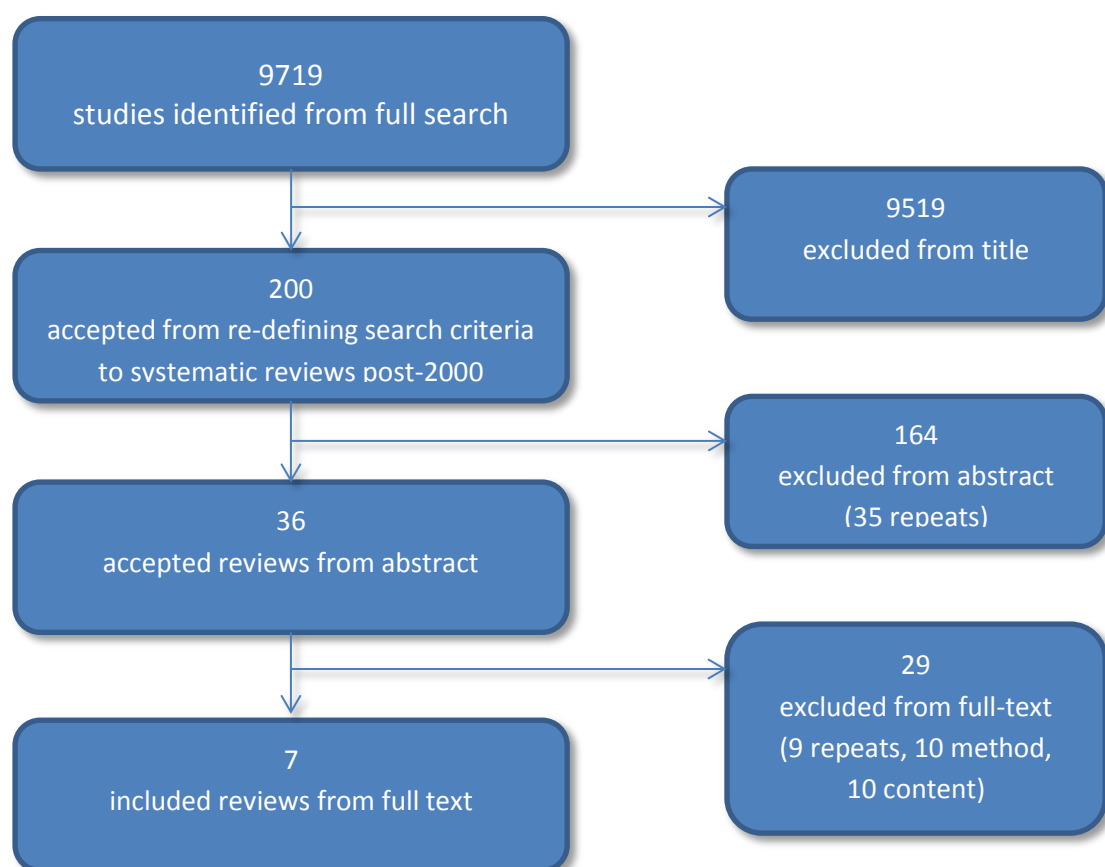 9719
studies identified from full search
9519
excluded from title
200
accepted from re-defining search criteria
to systematic reviews post-2000
164
excluded from abstract
(35 repeats)
36
accepted reviews from abstract
29
excluded from full-text
(9 repeats, 10 method,
10 content)
7
included reviews from full text